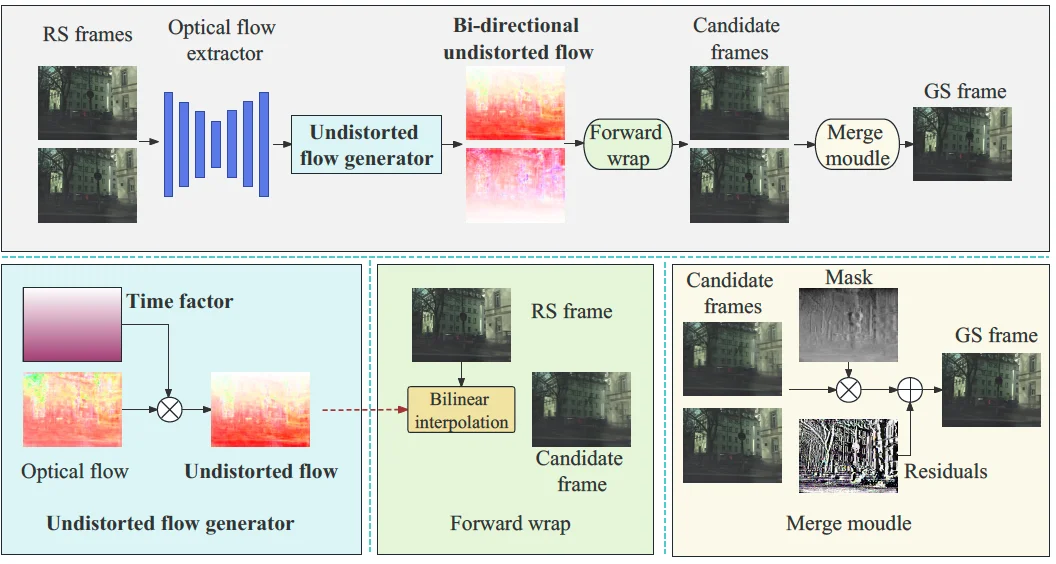 RS frames
Optical flow
extractor
Undistorted
flow generator
Bi-directional
undistorted flow
Forward
wrap
Candidate
frames
Merge
moudle
GS frame
Time factor
Optical flow
Undistorted flow
Undistorted flow generator
RS frame
Bilinear
interpolation
Candidate
frame
Forward wrap
Candidate
frames
Mask
GS frame
Residuals
Merge moudle